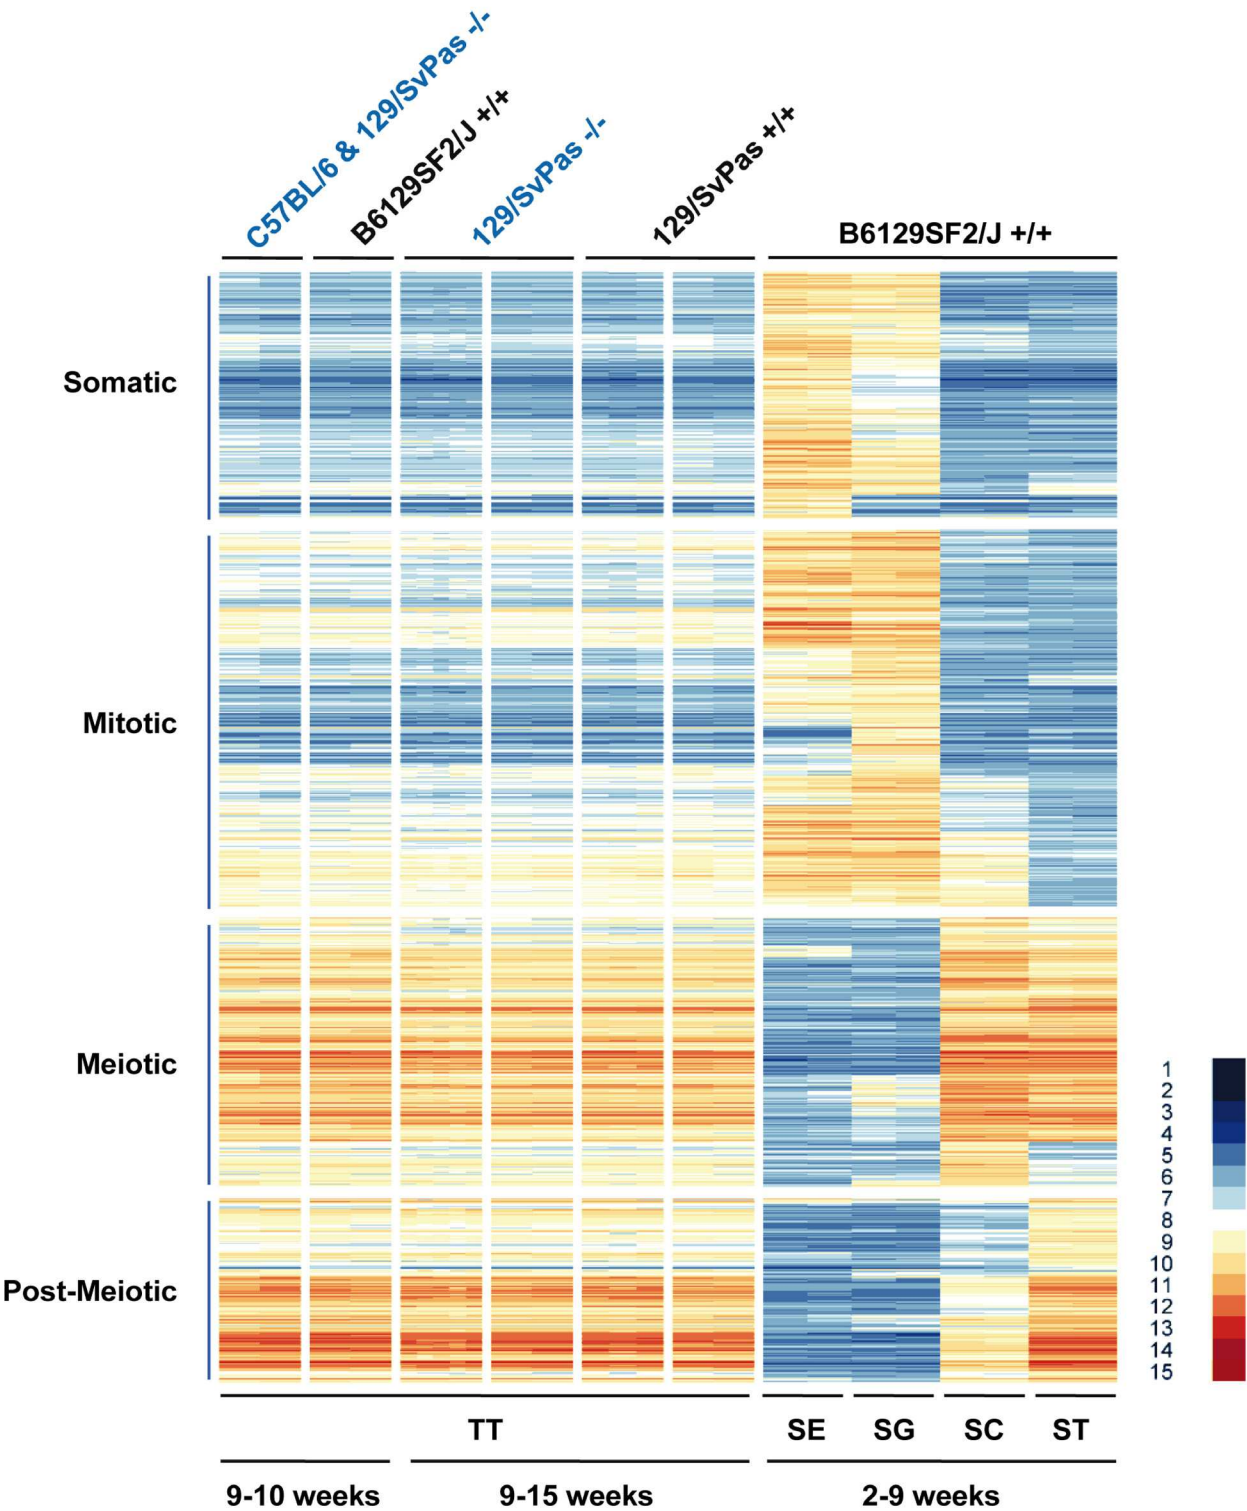 C57BL/6 & 129/SvPas -/-
B6129SF2/J +/+
129/SvPas -/-
129/SvPas +/+
B6129SF2/J +/+
Somatic
Mitotic
Meiotic
Post-Meiotic
1
2
3
4
5
6
7
8
9
10
11
12
13
14
15
TT
SE
SG
SC
ST
9-10 weeks
9-15 weeks
2-9 weeks